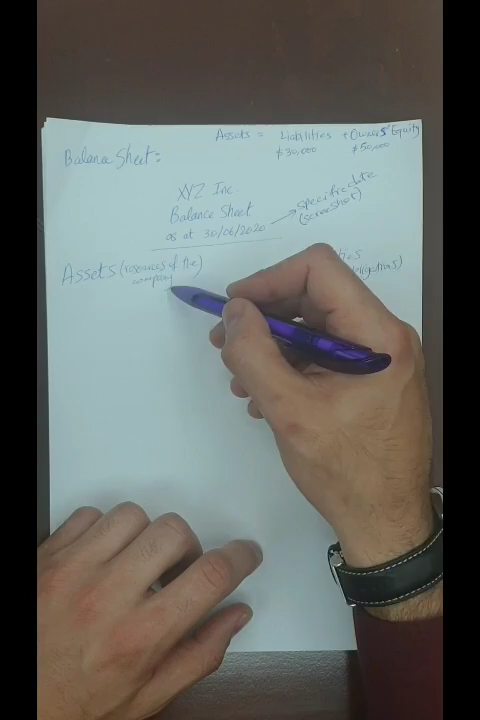 Assets = Liabilities + Owners' Equity
$30,000 $50,000
Balance Sheet:
XYZ Inc.
Balance Sheet
as at 30/06/2020
specific date
(screenshot)
Assets (resources of the
company